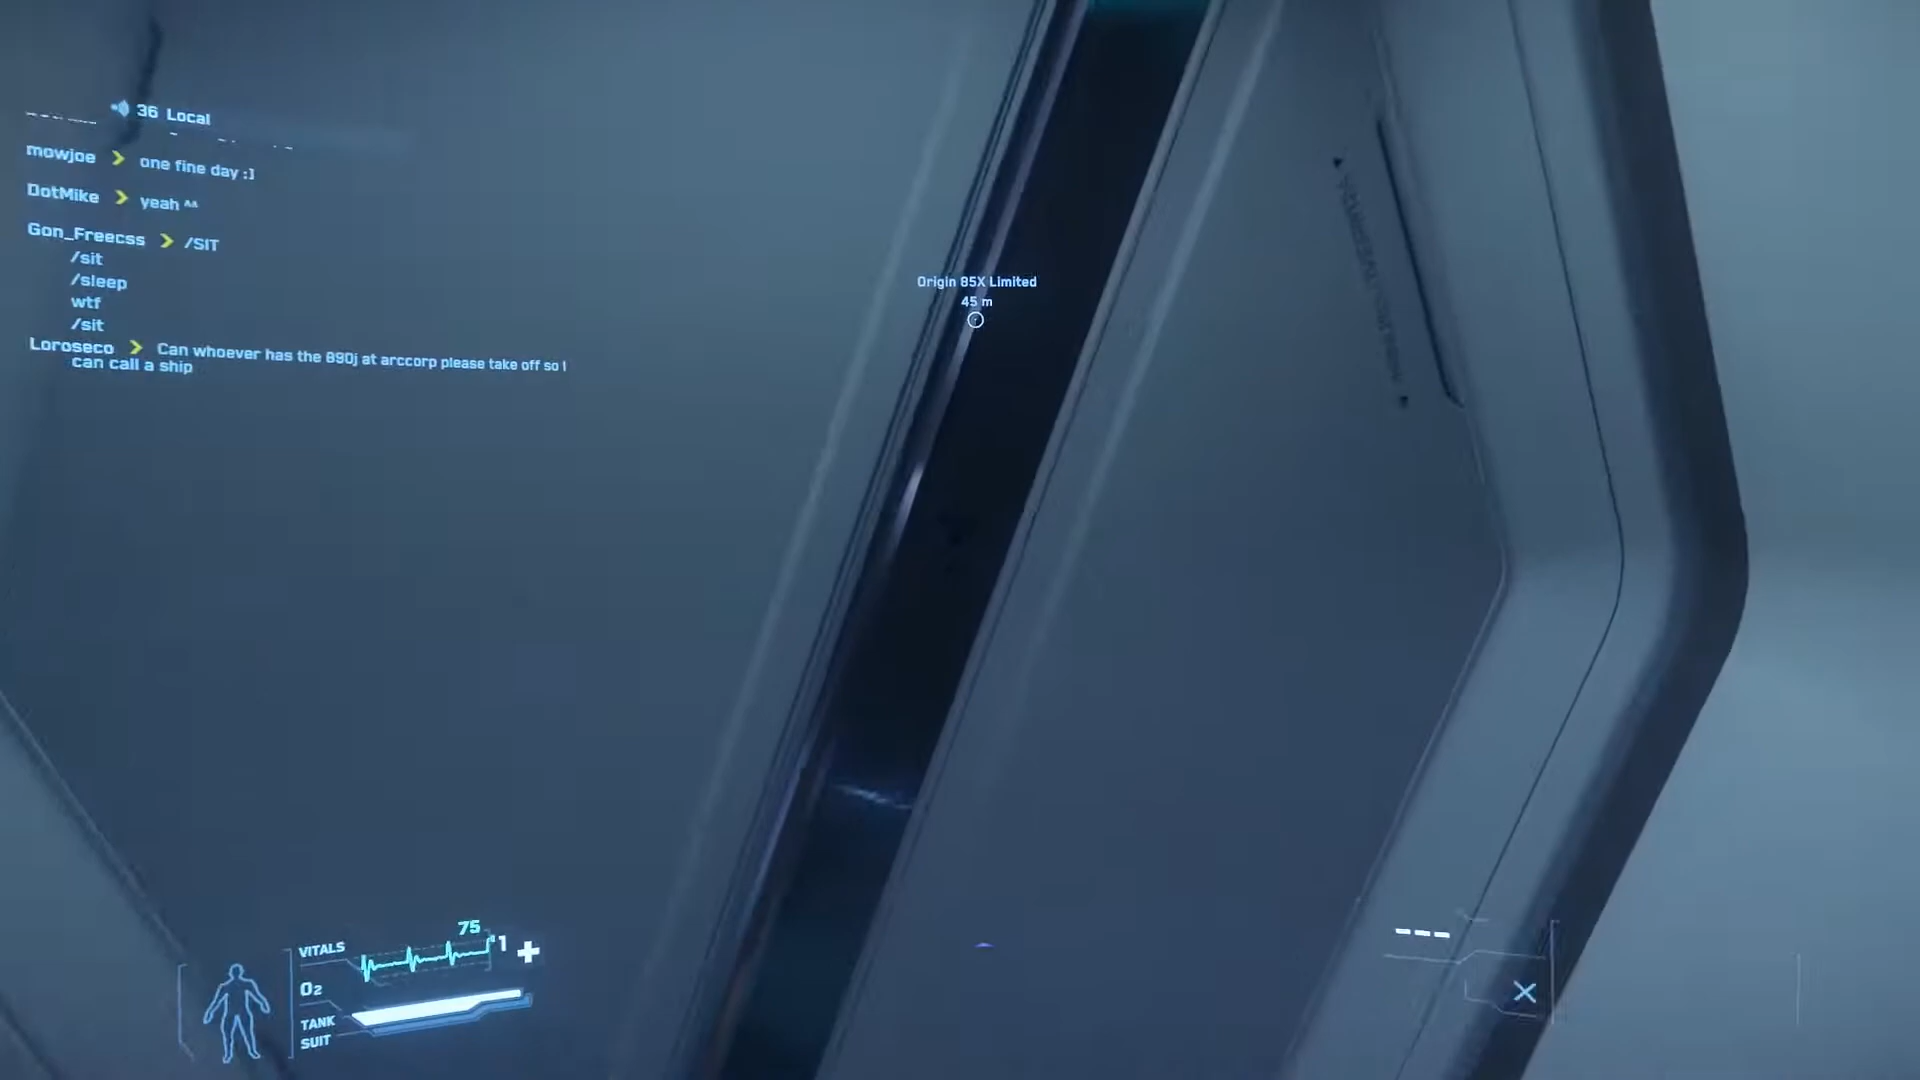 36 Local
mowjoe > one fine day :]
DotMike > yeah ^^
Gon_Freecss > /SIT
/sit
/sleep
wtf
/sit
Loroseco > Can whoever has the 890j at arccorp please take off so I
can call a ship
Origin 85X Limited
45 m
75
1
VITALS
O₂
TANK
SUIT